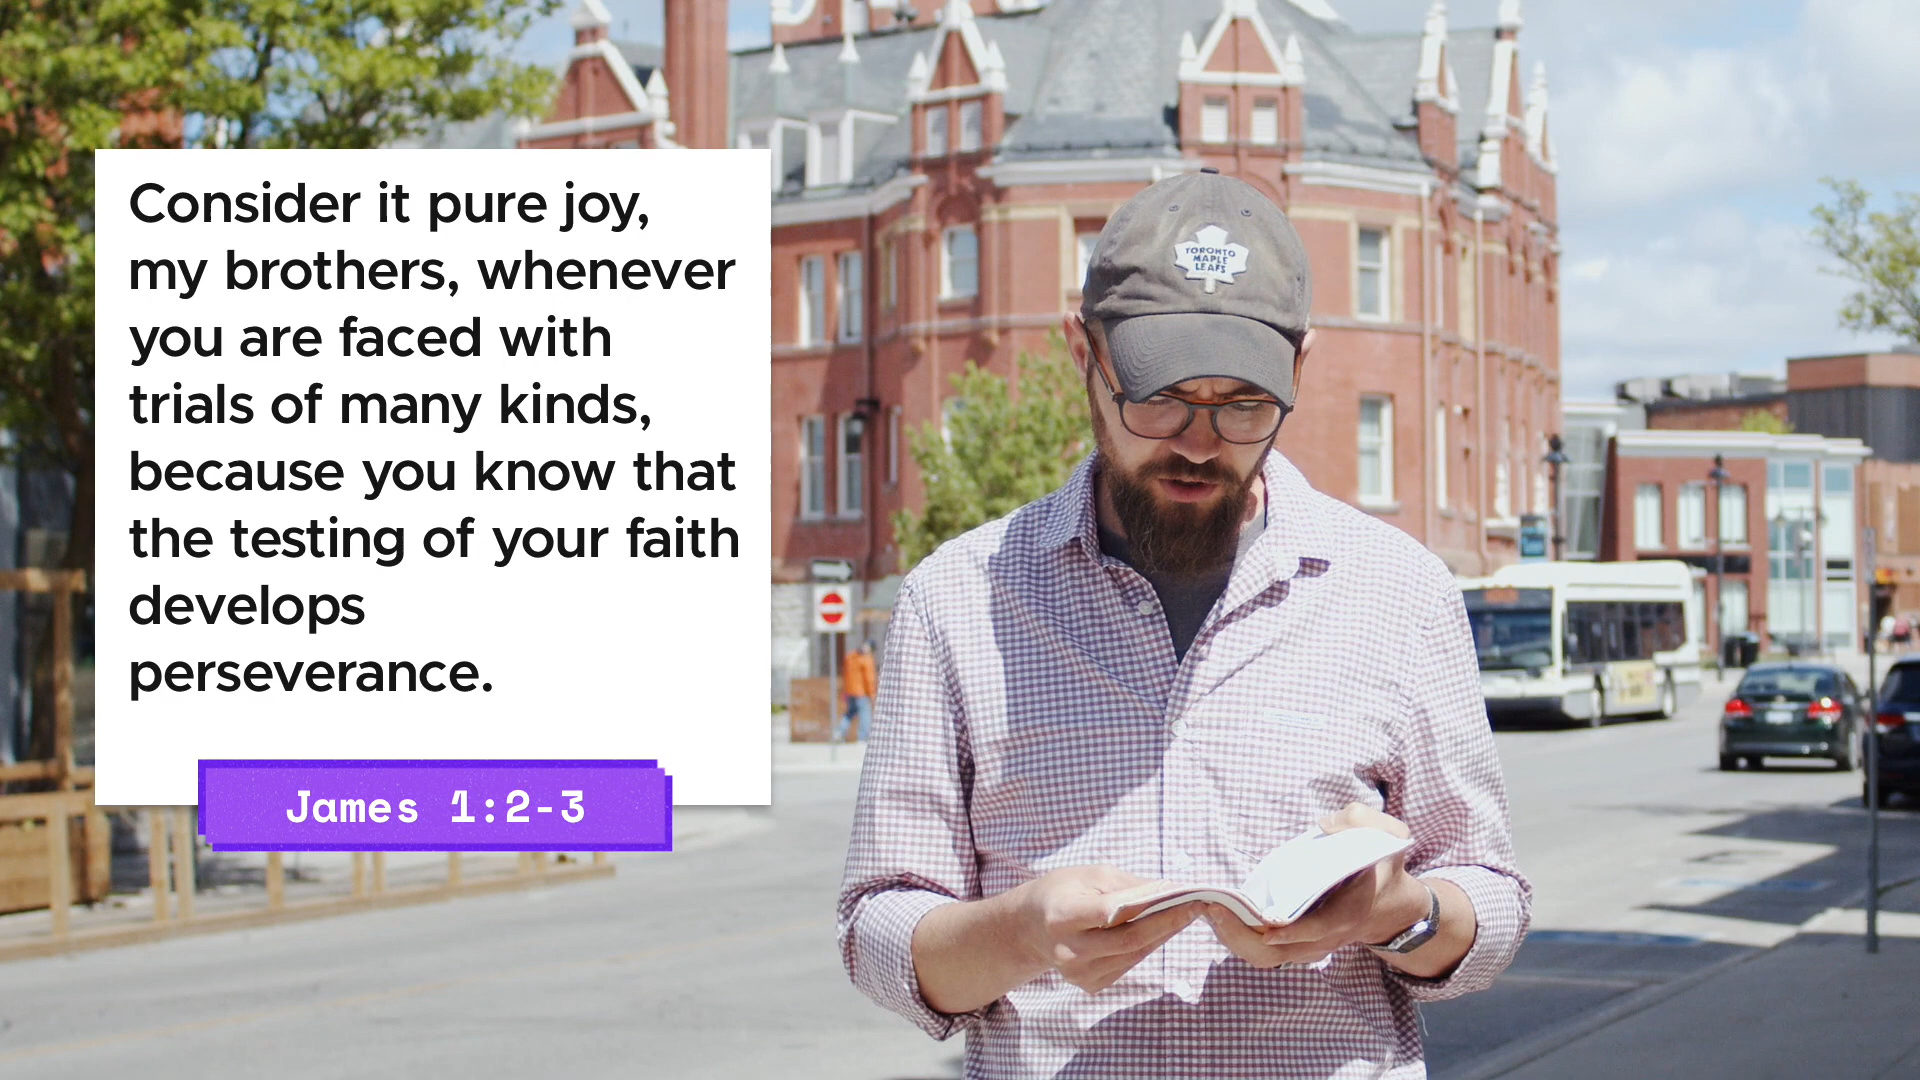 Consider it pure joy,
my brothers, whenever
you are faced with
trials of many kinds,
because you know that
the testing of your faith
develops
perseverance.
James 1:2-3
TORONTO
MAPLE
LEAFS